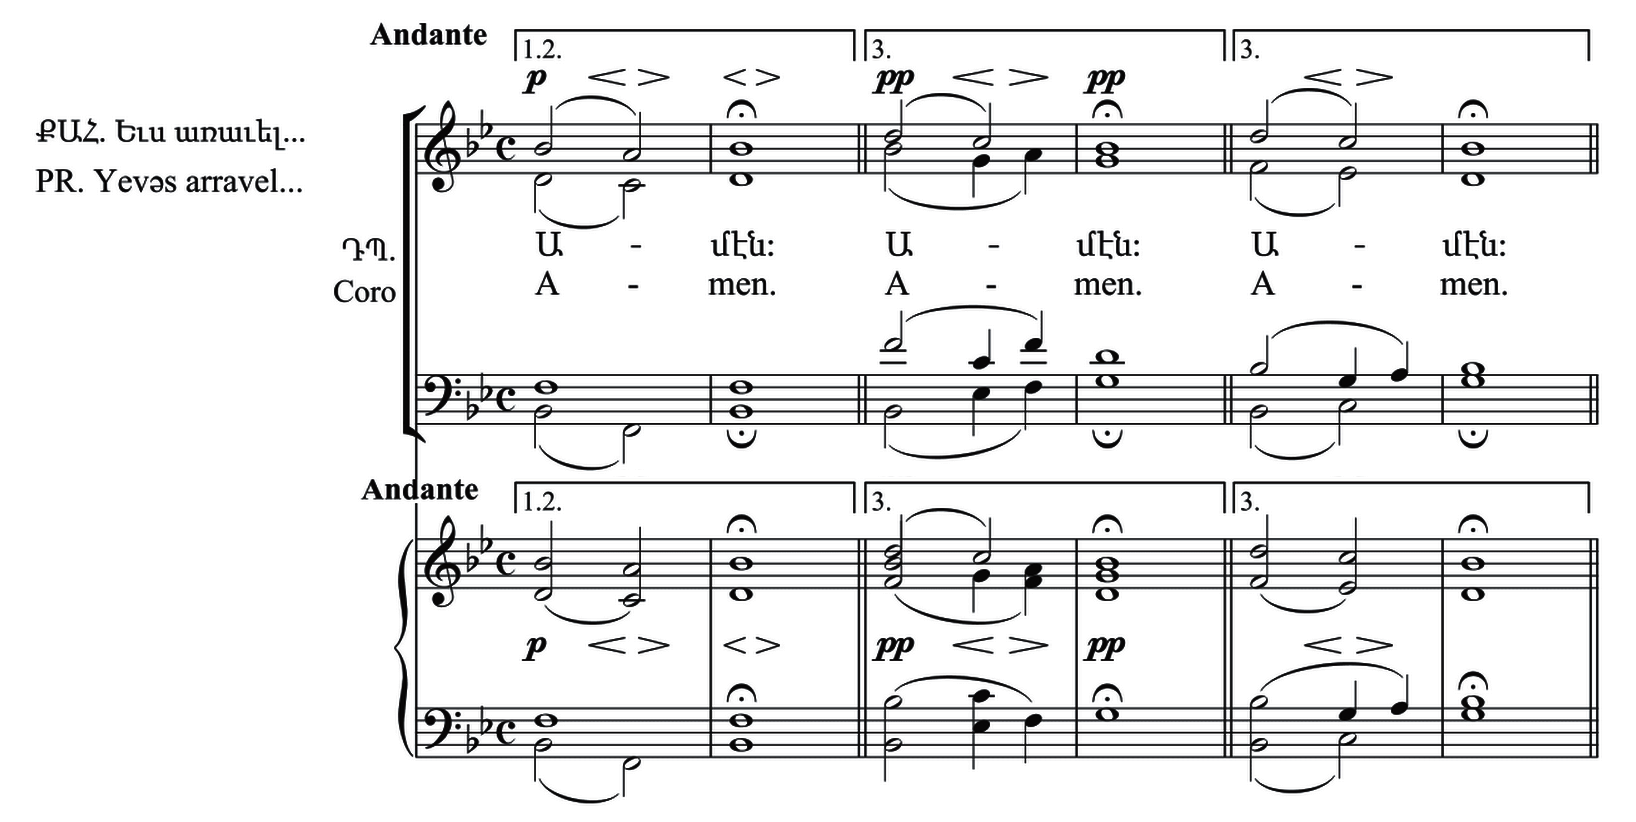 Andante
1.2. 3. 3.
p pp pp
ՔԱՀ. Եւս առաւել...
PR. Yevəs arravel...
ԴՊ. Ա - մէն: Ա - մէն: Ա - մէն:
Coro A - men. A - men. A - men.
Andante
1.2. 3. 3.
p pp pp